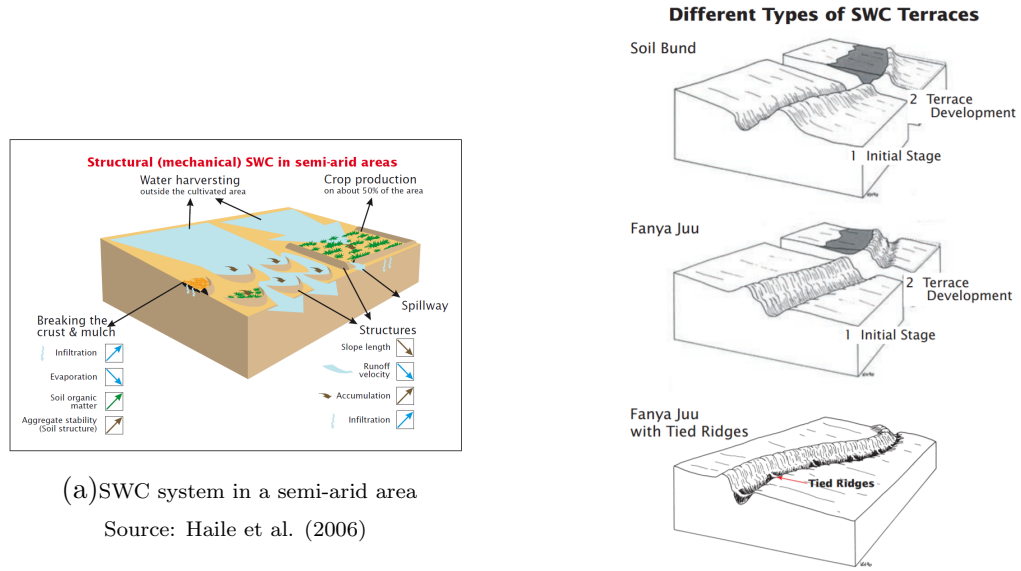 Structural (mechanical) SWC in semi-arid areas
Water harversting
outside the cultivated area
Crop production
on about 50% of the area
Spillway
Breaking the
crust & mulch
Infiltration
Evaporation
Soil organic
matter
Aggregate stability
(Soil structure)
Structures
Slope length
Runoff
velocity
Accumulation
Infiltration
(a)SWC system in a semi-arid area
Source: Haile et al. (2006)
Different Types of SWC Terraces
Soil Bund
2 Terrace
Development
1 Initial Stage
Fanya Juu
2 Terrace
Development
1 Initial Stage
Fanya Juu
with Tied Ridges
Tied Ridges